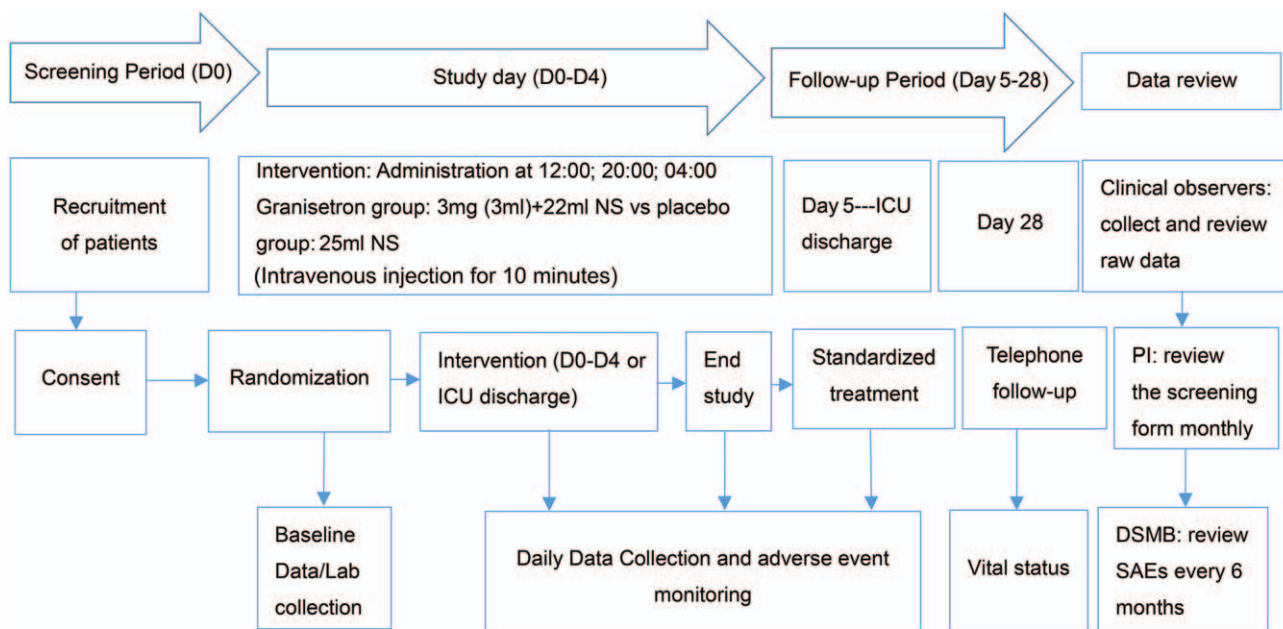 Screening Period (D0)
Study day (D0-D4)
Follow-up Period (Day 5-28)
Data review
Recruitment
of patients
Intervention: Administration at 12:00; 20:00; 04:00
Granisetron group: 3mg (3ml)+22ml NS vs placebo
group: 25ml NS
(Intravenous injection for 10 minutes)
Day 5---ICU
discharge
Day 28
Clinical observers:
collect and review
raw data
Consent
Randomization
Intervention (D0-D4 or
ICU discharge)
End
study
Standardized
treatment
Telephone
follow-up
PI: review
the screening
form monthly
Baseline
Data/Lab
collection
Daily Data Collection and adverse event
monitoring
Vital status
DSMB: review
SAEs every 6
months